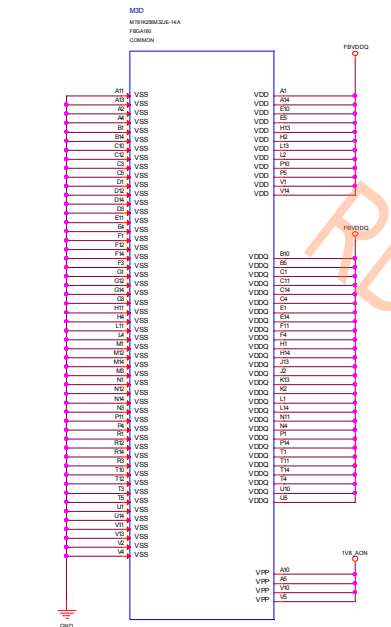 M3D
MT61K256M32JE-14:A
FBGA180
COMMON
A11 VSS
A13 VSS
A2 VSS
A4 VSS
B1 VSS
B14 VSS
C10 VSS
C12 VSS
C3 VSS
C5 VSS
D1 VSS
D12 VSS
D14 VSS
D3 VSS
E11 VSS
E4 VSS
F1 VSS
F12 VSS
F14 VSS
F3 VSS
G1 VSS
G12 VSS
G14 VSS
G3 VSS
H11 VSS
H4 VSS
L11 VSS
L4 VSS
M1 VSS
M12 VSS
M14 VSS
M3 VSS
N1 VSS
N12 VSS
N14 VSS
N3 VSS
P11 VSS
P4 VSS
R1 VSS
R12 VSS
R14 VSS
R3 VSS
T10 VSS
T12 VSS
T3 VSS
T5 VSS
U1 VSS
U14 VSS
V11 VSS
V13 VSS
V2 VSS
V4 VSS
GND
FBVDDQ
VDD A1
VDD A14
VDD E10
VDD E5
VDD H13
VDD H2
VDD L13
VDD L2
VDD P10
VDD P5
VDD V1
VDD V14
FBVDDQ
VDDQ B10
VDDQ B5
VDDQ C1
VDDQ C11
VDDQ C14
VDDQ C4
VDDQ E1
VDDQ E14
VDDQ F11
VDDQ F4
VDDQ H1
VDDQ H14
VDDQ J13
VDDQ J2
VDDQ K13
VDDQ K2
VDDQ L1
VDDQ L14
VDDQ N11
VDDQ N4
VDDQ P1
VDDQ P14
VDDQ T1
VDDQ T11
VDDQ T14
VDDQ T4
VDDQ U10
VDDQ U5
1V8_AON
VPP A10
VPP A5
VPP V10
VPP V5